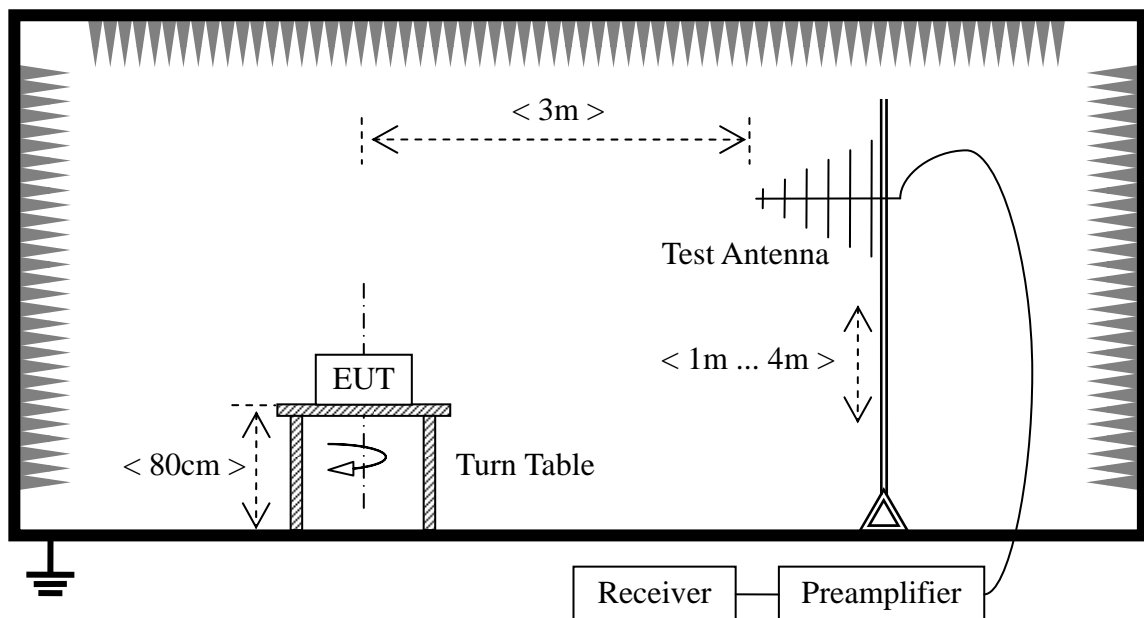 < 3m >
Test Antenna
< 1m ... 4m >
EUT
< 80cm >
Turn Table
Receiver
Preamplifier